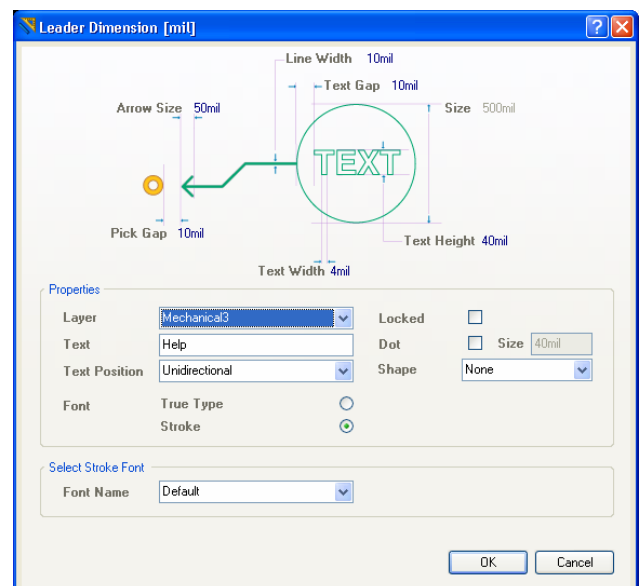 Leader Dimension [mil]
Line Width 10mil
Text Gap 10mil
Arrow Size 50mil
Size 500mil
TEXT
Pick Gap 10mil
Text Height 40mil
Text Width 4mil
Properties
Layer Mechanical3 Locked
Text Help Dot Size 40mil
Text Position Unidirectional Shape None
Font True Type
Stroke
Select Stroke Font
Font Name Default
OK Cancel